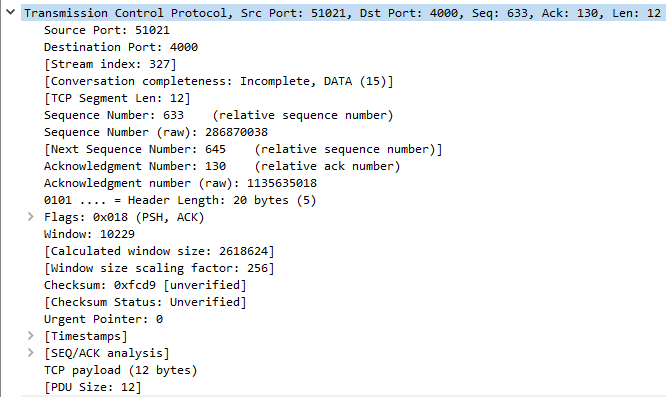 Transmission Control Protocol, Src Port: 51021, Dst Port: 4000, Seq: 633, Ack: 130, Len: 12
Source Port: 51021
Destination Port: 4000
[Stream index: 327]
[Conversation completeness: Incomplete, DATA (15)]
[TCP Segment Len: 12]
Sequence Number: 633    (relative sequence number)
Sequence Number (raw): 286870038
[Next Sequence Number: 645    (relative sequence number)]
Acknowledgment Number: 130    (relative ack number)
Acknowledgment number (raw): 1135635018
0101 .... = Header Length: 20 bytes (5)
Flags: 0x018 (PSH, ACK)
Window: 10229
[Calculated window size: 2618624]
[Window size scaling factor: 256]
Checksum: 0xfcd9 [unverified]
[Checksum Status: Unverified]
Urgent Pointer: 0
[Timestamps]
[SEQ/ACK analysis]
TCP payload (12 bytes)
[PDU Size: 12]